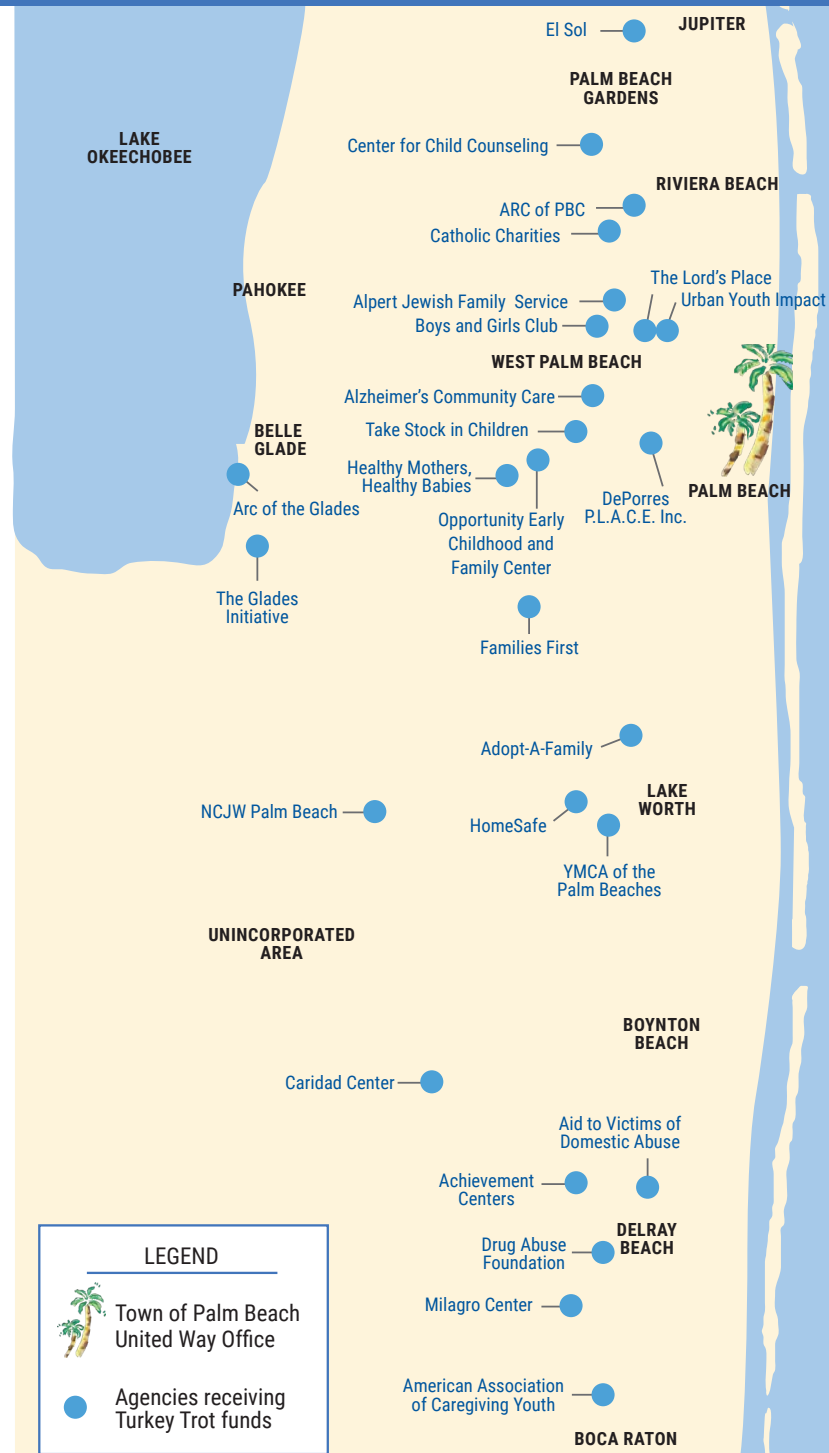 El Sol
JUPITER
PALM BEACH
GARDENS
LAKE
OKEECHOBEE
Center for Child Counseling
RIVIERA BEACH
ARC of PBC
Catholic Charities
The Lord's Place
PAHOKEE
Alpert Jewish Family Service
Urban Youth Impact
Boys and Girls Club
WEST PALM BEACH
Alzheimer's Community Care
BELLE
GLADE
Take Stock in Children
Healthy Mothers,
Healthy Babies
DePorres
P.L.A.C.E. Inc.
PALM BEACH
Arc of the Glades
Opportunity Early
Childhood and
Family Center
The Glades
Initiative
Families First
Adopt-A-Family
LAKE
WORTH
NCJW Palm Beach
HomeSafe
YMCA of the
Palm Beaches
UNINCORPORATED
AREA
BOYNTON
BEACH
Caridad Center
Aid to Victims of
Domestic Abuse
Achievement
Centers
DELRAY
BEACH
Drug Abuse
Foundation
Milagro Center
American Association
of Caregiving Youth
BOCA RATON
LEGEND
Town of Palm Beach
United Way Office
Agencies receiving
Turkey Trot funds